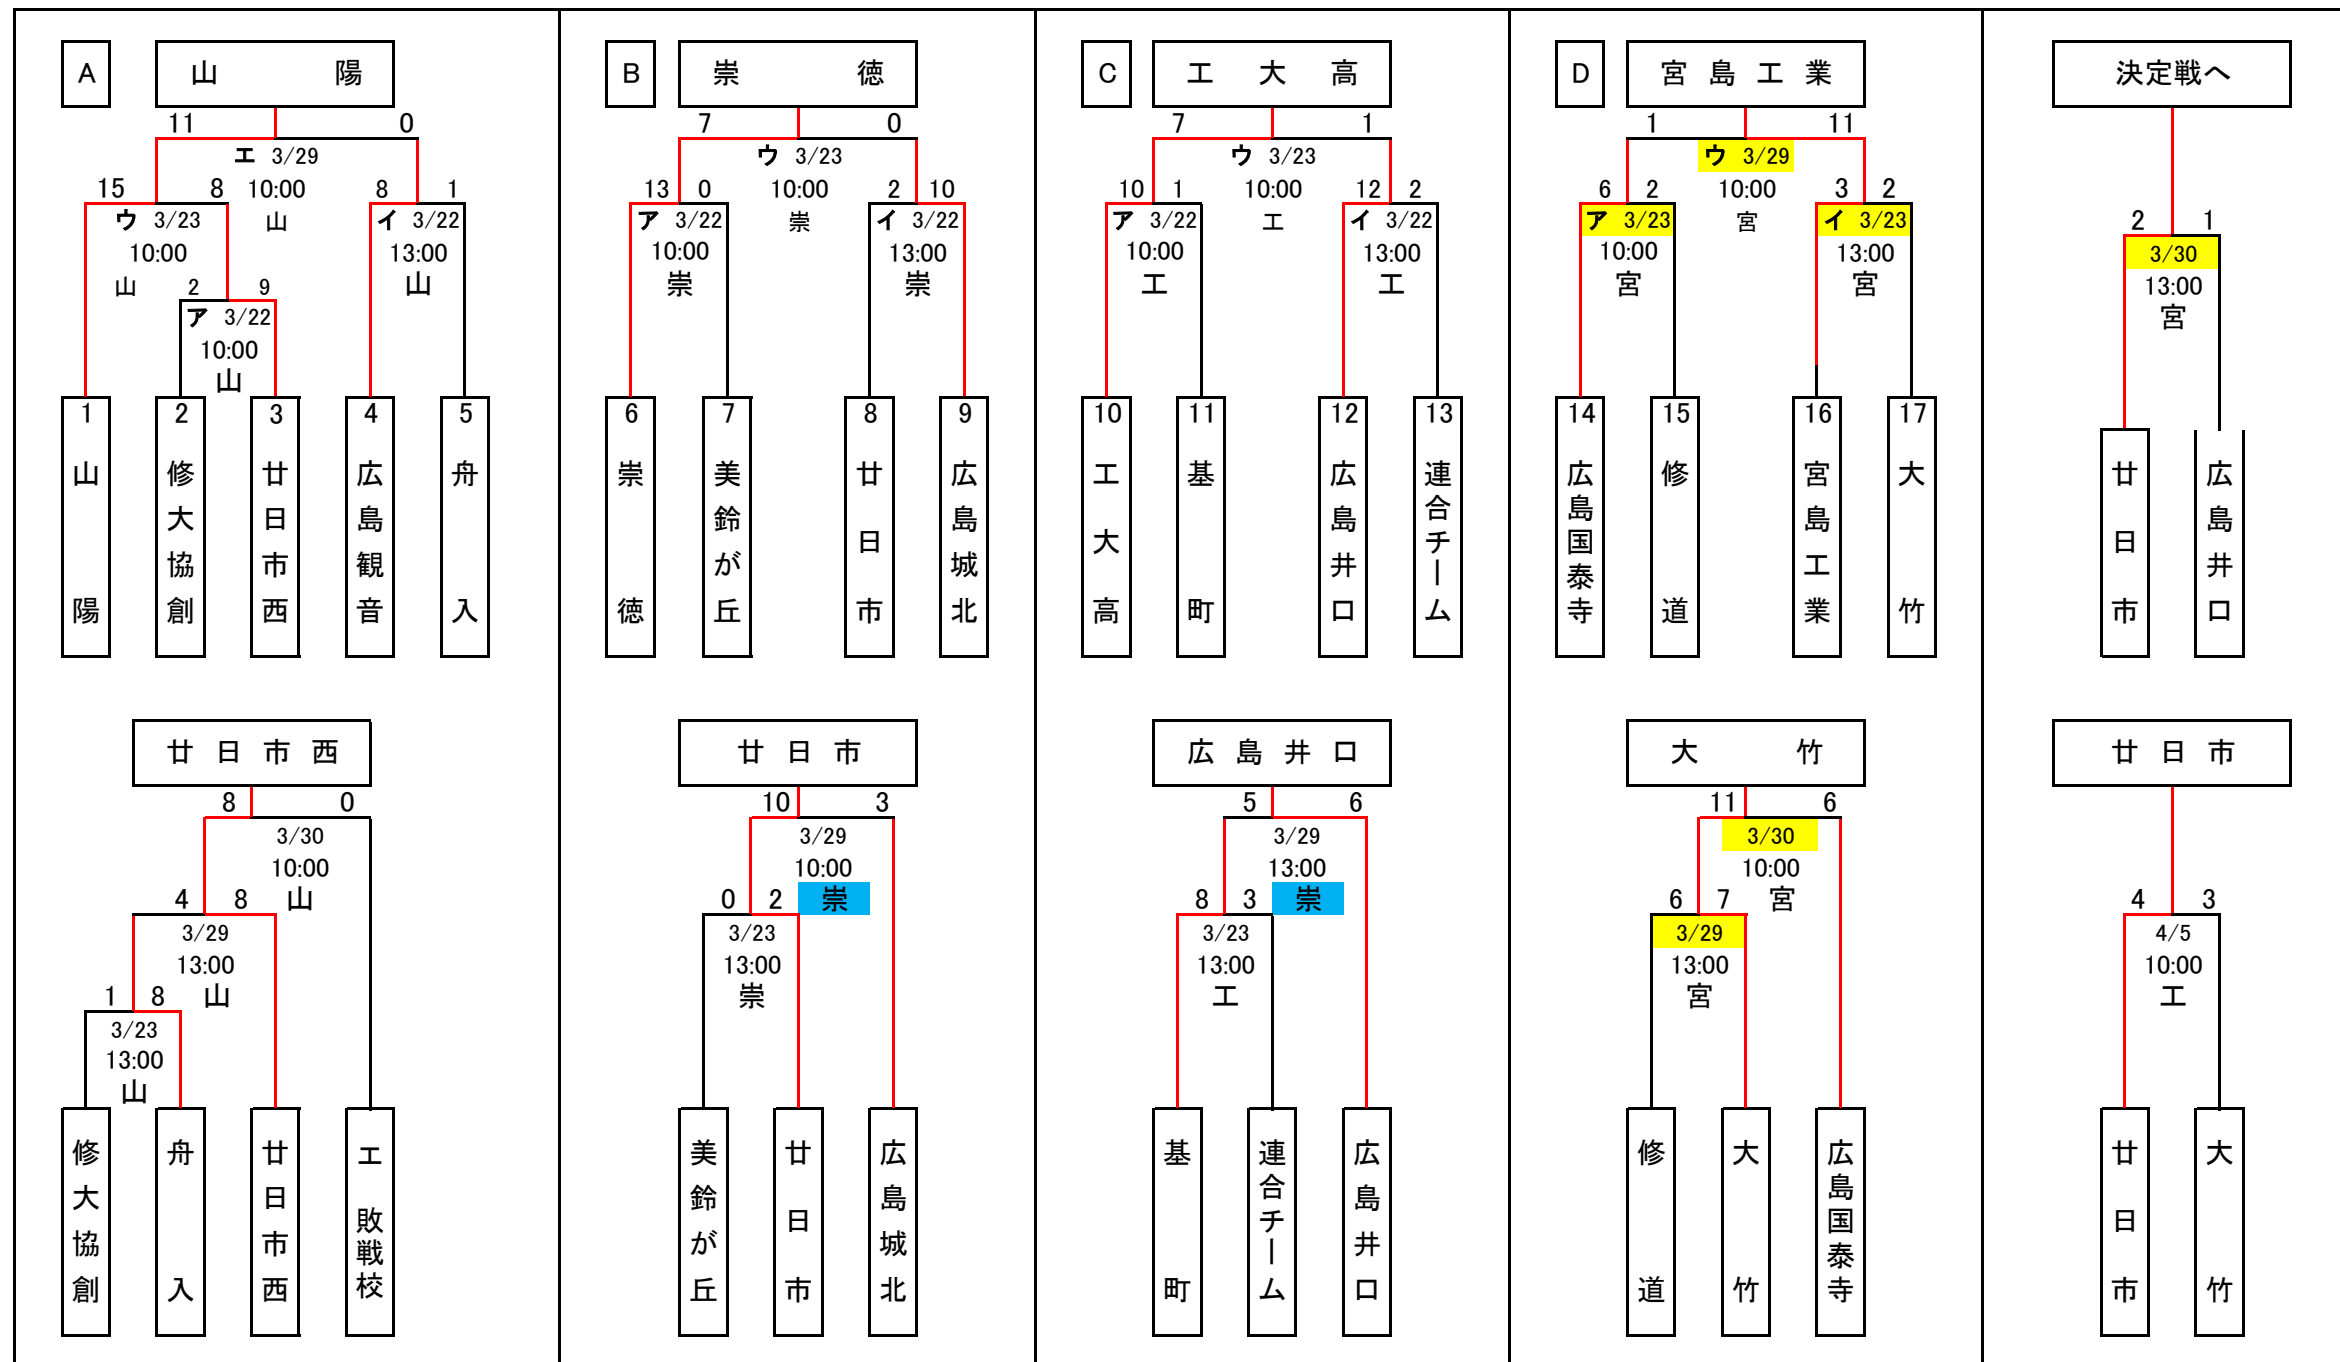 A 山陽
11 0
エ 3/29
10:00
山
15 8
ウ 3/23
10:00
山
8 1
イ 3/22
13:00
山
2 9
ア 3/22
10:00
山
1 山陽
2 修大協創
3 廿日市西
4 広島観音
5 舟入
B 崇徳
7 0
ウ 3/23
10:00
崇
13 0
ア 3/22
10:00
崇
2 10
イ 3/22
13:00
崇
6 崇徳
7 美鈴が丘
8 廿日市
9 広島城北
C 工大高
7 1
ウ 3/23
10:00
工
10 1
ア 3/22
10:00
工
12 2
イ 3/22
13:00
工
10 工大高
11 基町
12 広島井口
13 連合チーム
D 宮島工業
1 11
ウ 3/29
10:00
宮
6 2
ア 3/23
10:00
宮
3 2
イ 3/23
13:00
宮
14 広島国泰寺
15 修道
16 宮島工業
17 大竹
決定戦へ
2 1
3/30
13:00
宮
廿日市
広島井口
廿日市西
8 0
3/30
10:00
山
4 8
3/29
13:00
山
1 8
3/23
13:00
山
修大協創
舟入
廿日市西
エ敗戦校
廿日市
10 3
3/29
10:00
崇
0 2
3/23
13:00
崇
美鈴が丘
廿日市
広島城北
広島井口
5 6
3/29
13:00
崇
8 3
3/23
13:00
工
基町
連合チーム
広島井口
大竹
11 6
3/30
10:00
宮
6 7
3/29
13:00
宮
修道
大竹
広島国泰寺
廿日市
4 3
4/5
10:00
工
廿日市
大竹